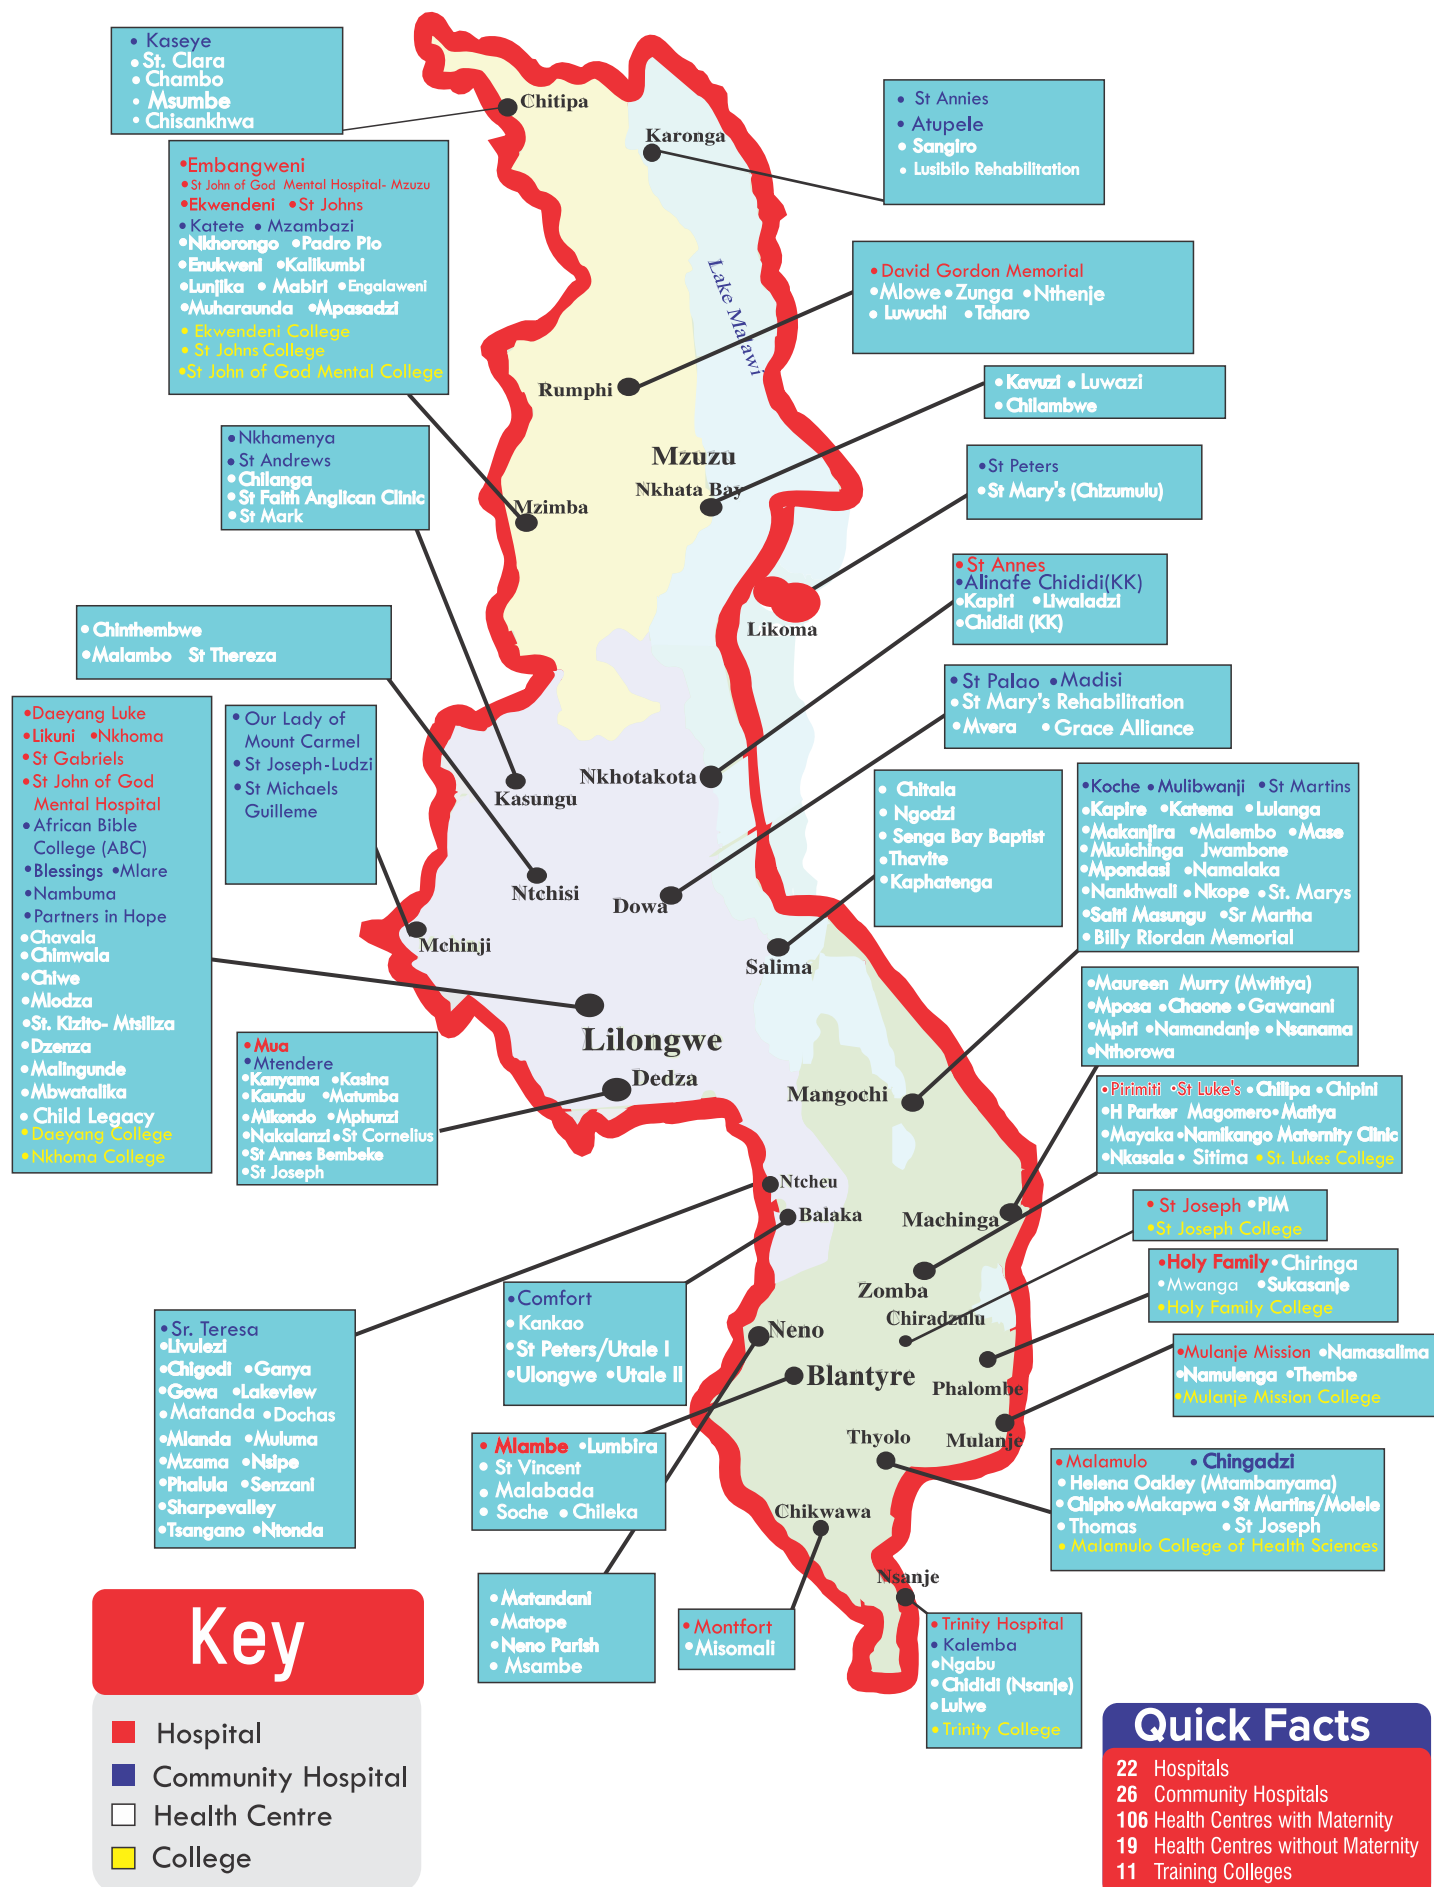 • Kaseye
• St. Clara
• Chambo
• Msumbe
• Chisankhwa
Chitipa
Karonga
• St Annies
• Atupele
• Sangiro
• Lusibilo Rehabilitation
• Embangweni
• St John of God Mental Hospital- Mzuzu
• Ekwendeni • St Johns
• Katete • Mzambazi
• Nkhorongo • Padro Pio
• Enukweni • Kalikumbi
• Lunjika • Mabiri • Engalaweni
• Muharaunda • Mpasadzi
• Ekwendeni College
• St Johns College
• St John of God Mental College
Lake Malawi
• David Gordon Memorial
• Mlowe • Zunga • Nthenje
• Luwuchi • Tcharo
Rumphi
• Kavuzi • Luwazi
• Chilambwe
Mzuzu
Nkhata Bay
Mzimba
• Nkhamenya
• St Andrews
• Chilanga
• St Faith Anglican Clinic
• St Mark
• St Peters
• St Mary's (Chizumulu)
Likoma
• St Annes
• Alinafe Chididi(KK)
• Kapiri • Liwaladzi
• Chididi (KK)
• Chinthembwe
• Malambo St Thereza
• St Palao • Madisi
• St Mary's Rehabilitation
• Mvera • Grace Alliance
• Daeyang Luke
• Likuni • Nkhoma
• St Gabriels
• St John of God
Mental Hospital
• African Bible
College (ABC)
• Blessings • Mlare
• Nambuma
• Partners in Hope
• Chavala
• Chimwala
• Chiwe
• Mlodza
• St. Kizito- Mtsiliza
• Dzenza
• Malingunde
• Mbwatalika
• Child Legacy
• Daeyang College
• Nkhoma College
• Our Lady of
Mount Carmel
• St Joseph-Ludzi
• St Michaels
Guilleme
Nkhotakota
Kasungu
Ntchisi
Dowa
Mchinji
Salima
• Chitala
• Ngodzi
• Senga Bay Baptist
• Thavite
• Kaphatenga
• Koche • Mulibwanji • St Martins
• Kapire • Katema • Lulanga
• Makanjira • Malembo • Mase
• Mkuichinga Jwambone
• Mpondasi • Namalaka
• Nankhwali • Nkope • St. Marys
• Saiti Masungu • Sr Martha
• Billy Riordan Memorial
• Maureen Murry (Mwitiya)
• Mposa • Chaone • Gawanani
• Mpiri • Namandanje • Nsanama
• Nthorowa
Lilongwe
Dedza
Mangochi
• Mua
• Mtendere
• Kanyama • Kasina
• Kaundu • Matumba
• Mikondo • Mphunzi
• Nakalanzi • St Cornelius
• St Annes Bembeke
• St Joseph
• Pirimiti • St Luke's • Chilipa • Chipini
• H Parker Magomero • Matiya
• Mayaka • Namikango Maternity Clinic
• Nkasala • Sitima • St. Lukes College
Ntcheu
Balaka
Machinga
• St Joseph • PIM
• St Joseph College
Zomba
Chiradzulu
• Holy Family • Chiringa
• Mwanga • Sukasanje
• Holy Family College
• Sr. Teresa
• Livulezi
• Chigodi • Ganya
• Gowa • Lakeview
• Matanda • Dochas
• Mlanda • Muluma
• Mzama • Nsipe
• Phalula • Senzani
• Sharpevalley
• Tsangano • Ntonda
• Comfort
• Kankao
• St Peters/Utale I
• Ulongwe • Utale II
Neno
Blantyre
Phalombe
• Mulanje Mission • Namasalima
• Namulenga • Thembe
• Mulanje Mission College
Thyolo
Mulanje
• Mlambe • Lumbira
• St Vincent
• Malabada
• Soche • Chileka
• Malamulo • Chingadzi
• Helena Oakley (Mtambanyama)
• Chipho • Makapwa • St Martins/Molele
• Thomas • St Joseph
• Malamulo College of Health Sciences
Chikwawa
Nsanje
• Matandani
• Matope
• Neno Parish
• Msambe
• Montfort
• Misomali
• Trinity Hospital
• Kalemba
• Ngabu
• Chididi (Nsanje)
• Lulwe
• Trinity College
Key
Hospital
Community Hospital
Health Centre
College
Quick Facts
22 Hospitals
26 Community Hospitals
106 Health Centres with Maternity
19 Health Centres without Maternity
11 Training Colleges